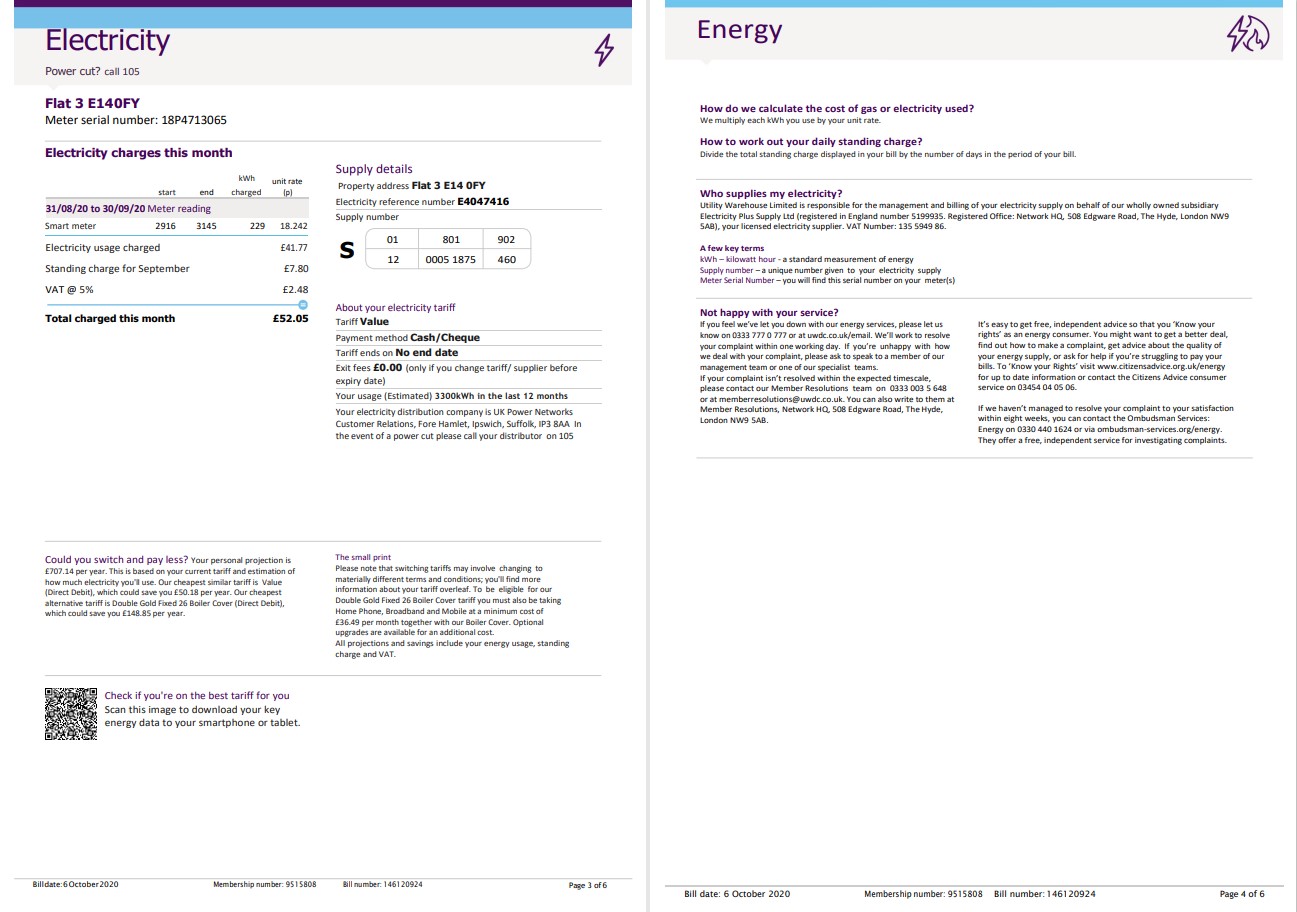 Electricity
Power cut? call 105
Flat 3 E140FY
Meter serial number: 18P4713065
Electricity charges this month
start end kWh charged unit rate (p)
31/08/20 to 30/09/20 Meter reading
Smart meter 2916 3145 229 18.242
Electricity usage charged £41.77
Standing charge for September £7.80
VAT @ 5% £2.48
Total charged this month £52.05
Supply details
Property address Flat 3 E14 0FY
Electricity reference number E4047416
Supply number
S 01 801 902
12 0005 1875 460
About your electricity tariff
Tariff Value
Payment method Cash/Cheque
Tariff ends on No end date
Exit fees £0.00 (only if you change tariff/ supplier before
expiry date)
Your usage (Estimated) 3300kWh in the last 12 months
Your electricity distribution company is UK Power Networks
Customer Relations, Fore Hamlet, Ipswich, Suffolk, IP3 8AA In
the event of a power cut please call your distributor on 105
Could you switch and pay less? Your personal projection is
£707.14 per year. This is based on your current tariff and estimation of
how much electricity you'll use. Our cheapest similar tariff is Value
(Direct Debit), which could save you £50.18 per year. Our cheapest
alternative tariff is Double Gold Fixed 26 Boiler Cover (Direct Debit),
which could save you £148.85 per year.
The small print
Please note that switching tariffs may involve changing to
materially different terms and conditions; you'll find more
information about your tariff overleaf. To be eligible for our
Double Gold Fixed 26 Boiler Cover tariff you must also be taking
Home Phone, Broadband and Mobile at a minimum cost of
£36.49 per month together with our Boiler Cover. Optional
upgrades are available for an additional cost.
All projections and savings include your energy usage, standing
charge and VAT.
Check if you're on the best tariff for you
Scan this image to download your key
energy data to your smartphone or tablet.
Billdate:6October2020 Membership number: 9515808 Bill number: 146120924 Page 3 of 6
Energy
How do we calculate the cost of gas or electricity used?
We multiply each kWh you use by your unit rate.
How to work out your daily standing charge?
Divide the total standing charge displayed in your bill by the number of days in the period of your bill.
Who supplies my electricity?
Utility Warehouse Limited is responsible for the management and billing of your electricity supply on behalf of our wholly owned subsidiary
Electricity Plus Supply Ltd (registered in England number 5199935. Registered Office: Network HQ, 508 Edgware Road, The Hyde, London NW9
5AB), your licensed electricity supplier. VAT Number: 135 5949 86.
A few key terms
kWh – kilowatt hour - a standard measurement of energy
Supply number – a unique number given to your electricity supply
Meter Serial Number – you will find this serial number on your meter(s)
Not happy with your service?
If you feel we've let you down with our energy services, please let us
know on 0333 777 0 777 or at uwdc.co.uk/email. We'll work to resolve
your complaint within one working day. If you're unhappy with how
we deal with your complaint, please ask to speak to a member of our
management team or one of our specialist teams.
If your complaint isn't resolved within the expected timescale,
please contact our Member Resolutions team on 0333 003 5 648
or at memberresolutions@uwdc.co.uk. You can also write to them at
Member Resolutions, Network HQ, 508 Edgware Road, The Hyde,
London NW9 5AB.
It's easy to get free, independent advice so that you 'Know your
rights' as an energy consumer. You might want to get a better deal,
find out how to make a complaint, get advice about the quality of
your energy supply, or ask for help if you're struggling to pay your
bills. To 'Know your Rights' visit www.citizensadvice.org.uk/energy
for up to date information or contact the Citizens Advice consumer
service on 03454 04 05 06.
If we haven't managed to resolve your complaint to your satisfaction
within eight weeks, you can contact the Ombudsman Services:
Energy on 0330 440 1624 or via ombudsman-services.org/energy.
They offer a free, independent service for investigating complaints.
Bill date: 6 October 2020 Membership number: 9515808 Bill number: 146120924 Page 4 of 6